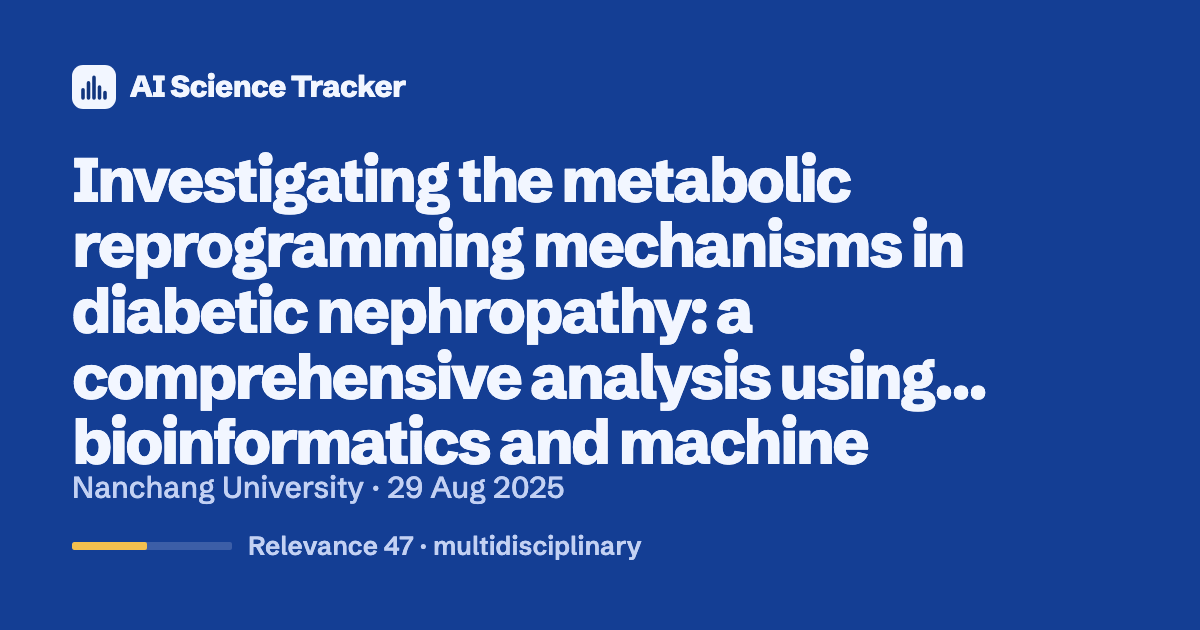 AI Science Tracker
Investigating the metabolic
reprogramming mechanisms in
diabetic nephropathy: a
comprehensive analysis using...
bioinformatics and machine
Nanchang University · 29 Aug 2025
Relevance 47 · multidisciplinary